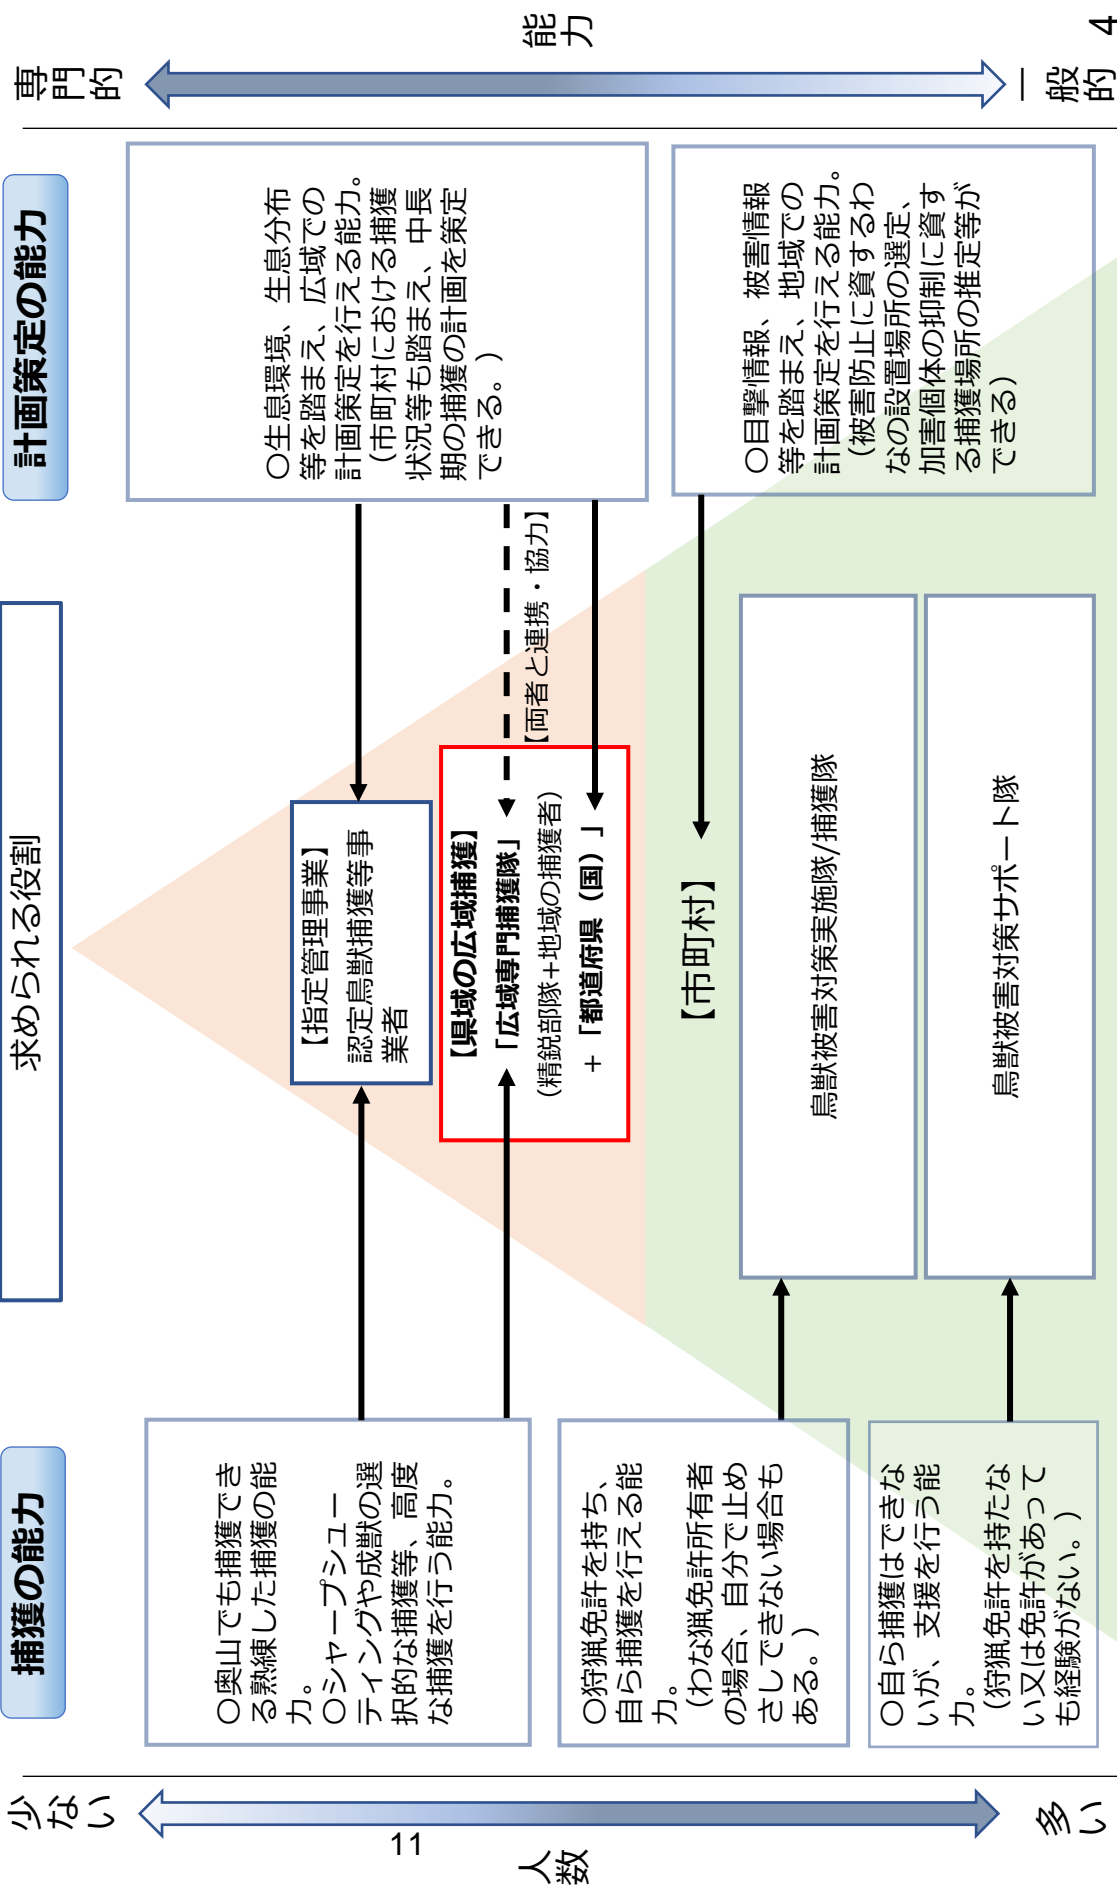 求められる役割
捕獲の能力
計画策定の能力
少
ない
人
数
多
い
11
〇奥山でも捕獲でき
る熟練した捕獲の能
力。
〇シャープシュー
ティングや成獣の選
択的な捕獲等、高度
な捕獲を行う能力。
〇狩猟免許を持ち、
自ら捕獲を行える能
力。
（わな猟免許所有者
の場合、自分で止め
さしできない場合も
ある。）
〇自ら捕獲はできな
いが、支援を行う能
力。
（狩猟免許を持たな
い又は免許があって
も経験がない。）
【指定管理事業】
認定鳥獣捕獲等事
業者
【県域の広域捕獲】
「広域専門捕獲隊」
（精鋭部隊+地域の捕獲者）
+「都道府県（国）」
【両者と連携・協力】
【市町村】
鳥獣被害対策実施隊/捕獲隊
鳥獣被害対策サポート隊
〇生息環境、生息分布
等を踏まえ、広域での
計画策定を行える能力。
（市町村における捕獲
状況等も踏まえ、中長
期の捕獲の計画を策定
できる。）
〇目撃情報、被害情報
等を踏まえ、地域での
計画策定を行える能力。
（被害防止に資するわ
なの設置場所の選定、
加害個体の抑制に資す
る捕獲場所の推定等が
できる）
専
門
的
能
力
一
般
的
4